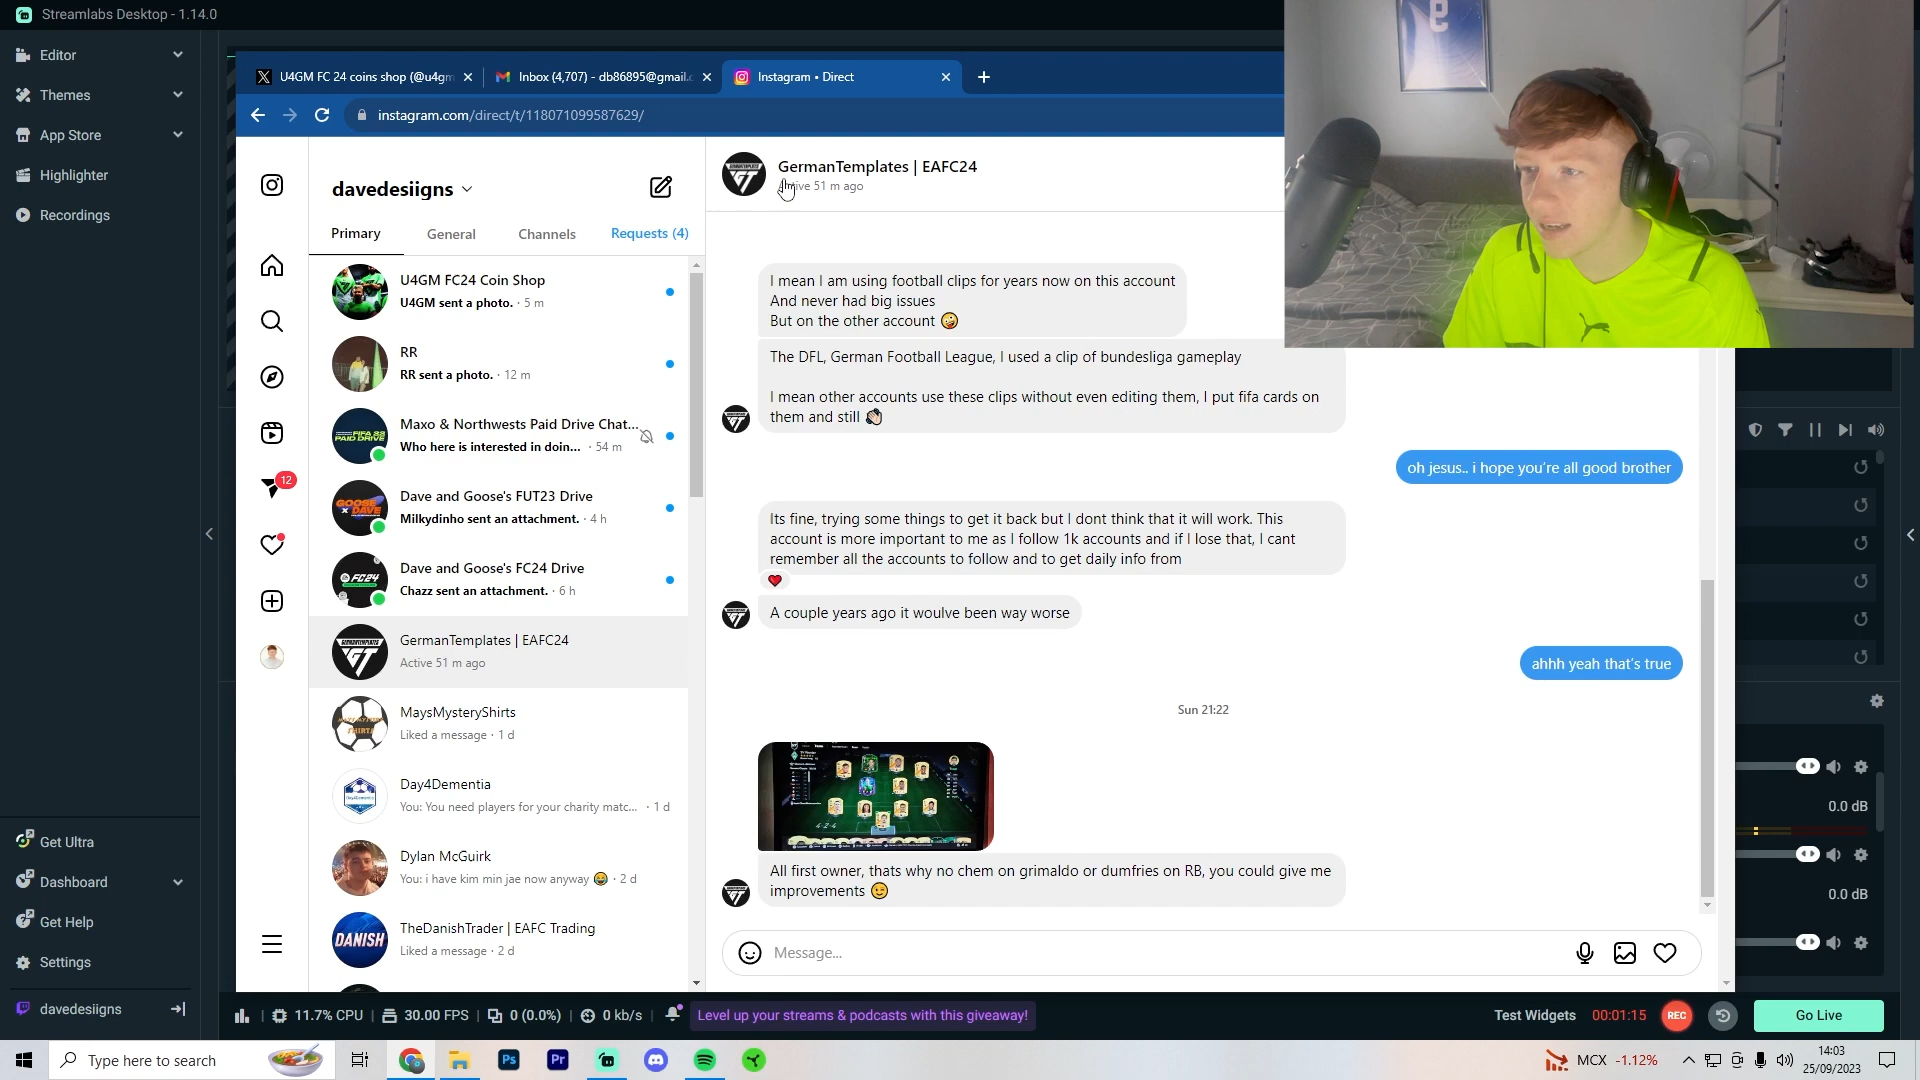 Streamlabs Desktop - 1.14.0
Editor
Themes
App Store
Highlighter
Recordings
Get Ultra
Dashboard
Get Help
Settings
davedesiigns
U4GM FC 24 coins shop (@u4gm
Inbox (4,707) - db86895@gmail.c
Instagram • Direct
instagram.com/direct/t/118071099587629/
davedesiigns
Primary
General
Channels
Requests (4)
12
U4GM FC24 Coin Shop
U4GM sent a photo. · 5 m
RR
RR sent a photo. · 12 m
Maxo & Northwests Paid Drive Chat...
Who here is interested in doin... · 54 m
Dave and Goose's FUT23 Drive
Milkydinho sent an attachment. · 4 h
Dave and Goose's FC24 Drive
Chazz sent an attachment. · 6 h
GermanTemplates | EAFC24
Active 51 m ago
MaysMysteryShirts
Liked a message · 1 d
Day4Dementia
You: You need players for your charity matc... · 1 d
Dylan McGuirk
You: i have kim min jae now anyway 😂 · 2 d
TheDanishTrader | EAFC Trading
Liked a message · 2 d
DANISH
GermanTemplates | EAFC24
ive 51 m ago
I mean I am using football clips for years now on this account
And never had big issues
But on the other account 🤪
The DFL, German Football League, I used a clip of bundesliga gameplay
I mean other accounts use these clips without even editing them, I put fifa cards on
them and still 👏🏻
oh jesus.. i hope you're all good brother
Its fine, trying some things to get it back but I dont think that it will work. This
account is more important to me as I follow 1k accounts and if I lose that, I cant
remember all the accounts to follow and to get daily info from
A couple years ago it woulve been way worse
ahhh yeah that's true
Sun 21:22
4-2-4
All first owner, thats why no chem on grimaldo or dumfries on RB, you could give me
improvements 😉
Message...
0.0 dB
0.0 dB
11.7% CPU
30.00 FPS
0 (0.0%)
0 kb/s
Level up your streams & podcasts with this giveaway!
Test Widgets
00:01:15
REC
Go Live
Type here to search
Ps
Pr
MCX -1.12%
14:03
25/09/2023